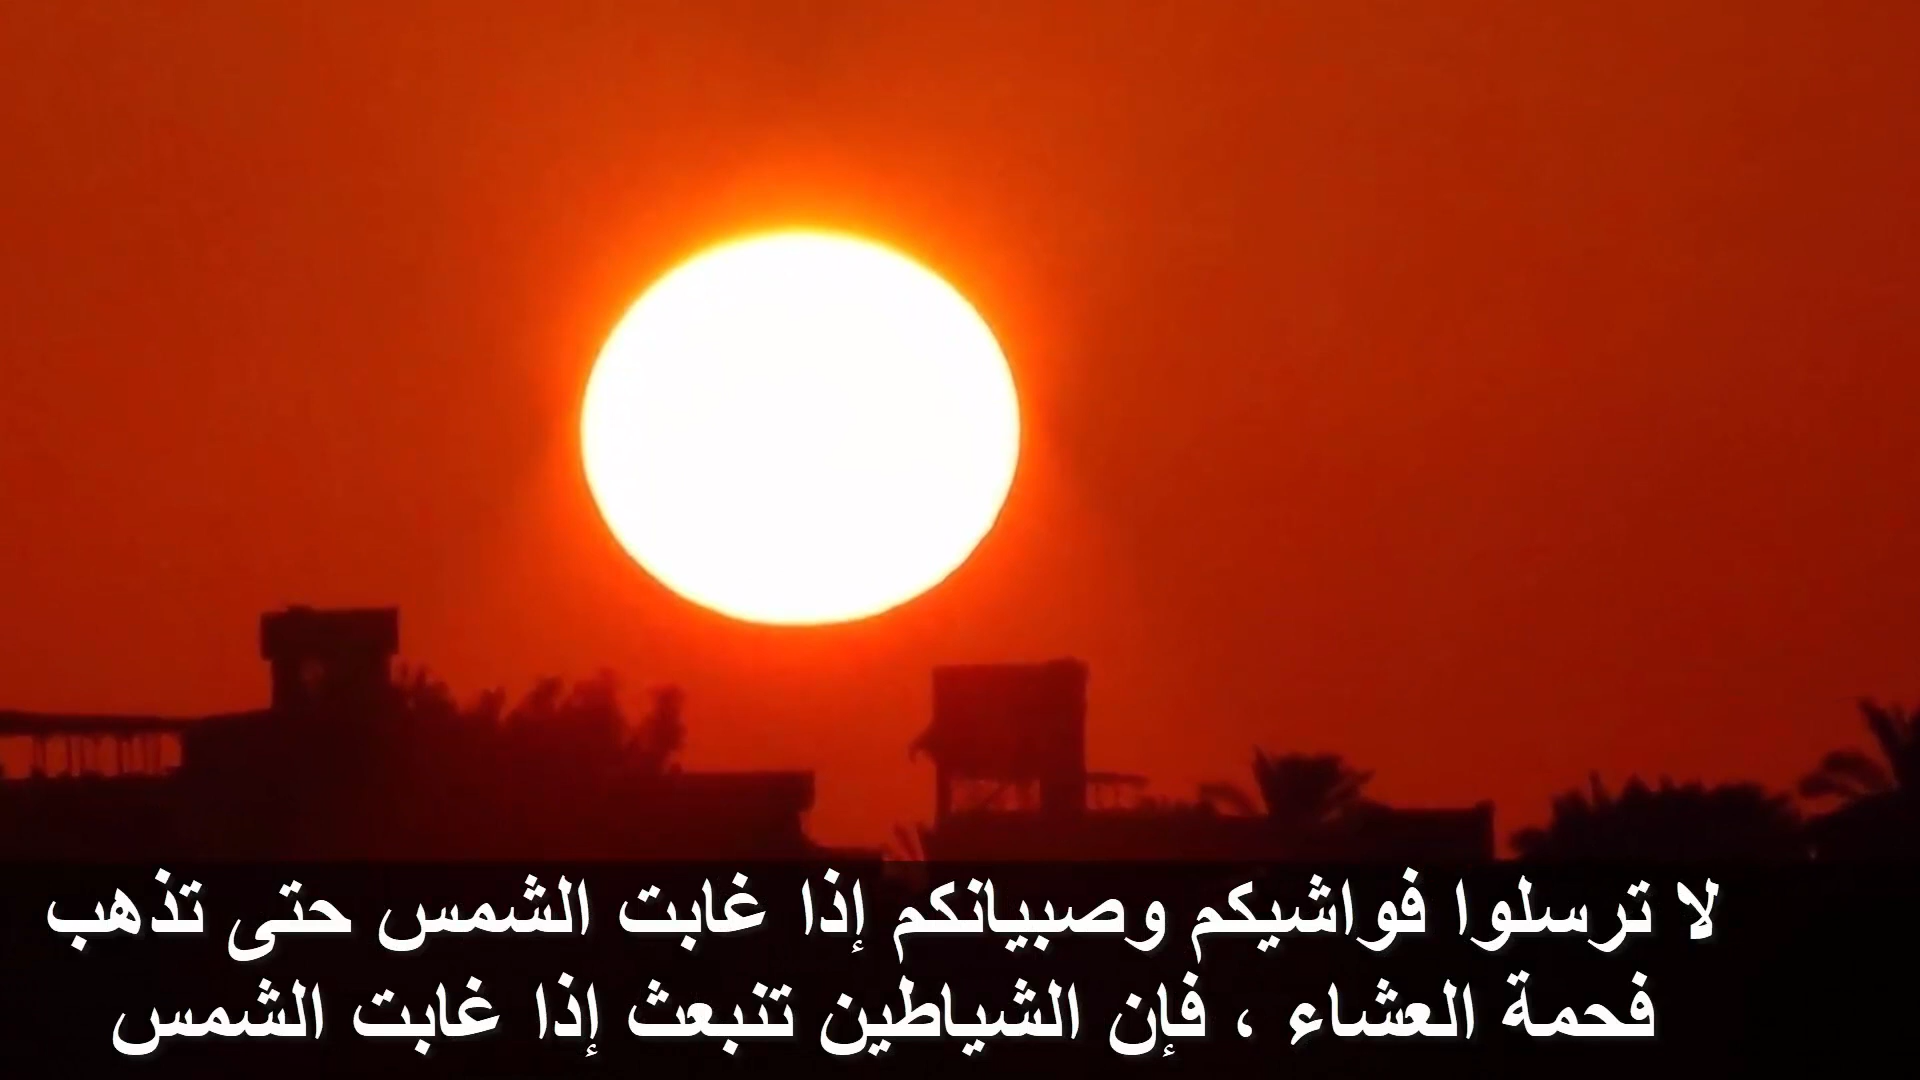 لا ترسلوا فواشيكم وصبيانكم إذا غابت الشمس حتى تذهب
فحمة العشاء ، فإن الشياطين تنبعث إذا غابت الشمس